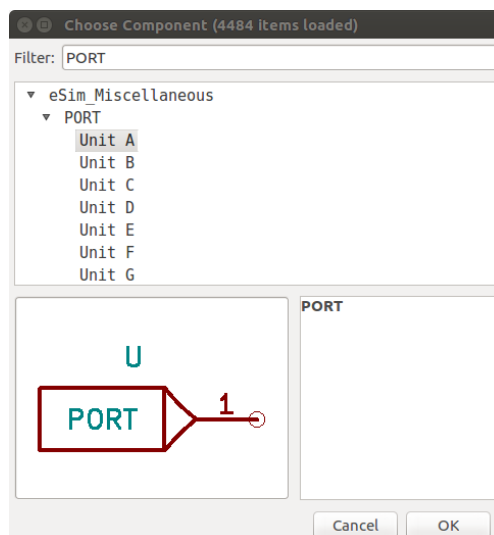 Choose Component (4484 items loaded)
Filter: PORT
eSim_Miscellaneous
PORT
Unit A
Unit B
Unit C
Unit D
Unit E
Unit F
Unit G
U
PORT 1
PORT
Cancel OK